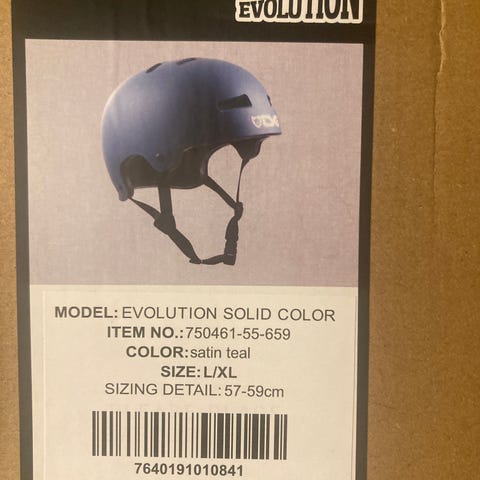 EVOLUTION
TSG
MODEL: EVOLUTION SOLID COLOR
ITEM NO.:750461-55-659
COLOR:satin teal
SIZE: L/XL
SIZING DETAIL: 57-59cm
7640191010841